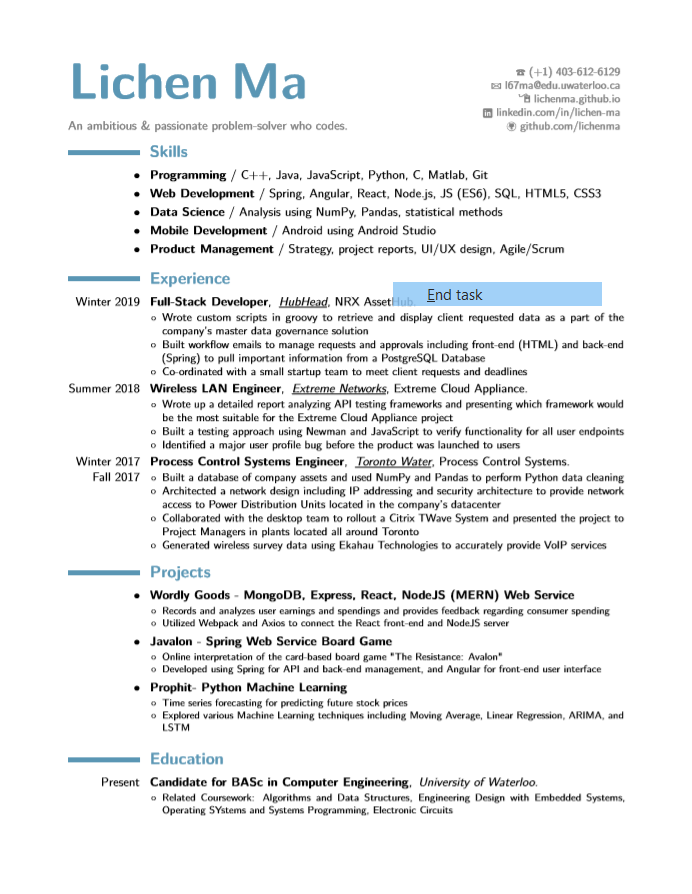 Lichen Ma
(+1) 403-612-6129
l67ma@edu.uwaterloo.ca
lichenma.github.io
linkedin.com/in/lichen-ma
github.com/lichenma
An ambitious & passionate problem-solver who codes.
Skills
• Programming / C++, Java, JavaScript, Python, C, Matlab, Git
• Web Development / Spring, Angular, React, Node.js, JS (ES6), SQL, HTML5, CSS3
• Data Science / Analysis using NumPy, Pandas, statistical methods
• Mobile Development / Android using Android Studio
• Product Management / Strategy, project reports, UI/UX design, Agile/Scrum
Experience
End task
Winter 2019 Full-Stack Developer, HubHead, NRX AssetHub.
◦ Wrote custom scripts in groovy to retrieve and display client requested data as a part of the
company's master data governance solution
◦ Built workflow emails to manage requests and approvals including front-end (HTML) and back-end
(Spring) to pull important information from a PostgreSQL Database
◦ Co-ordinated with a small startup team to meet client requests and deadlines
Summer 2018 Wireless LAN Engineer, Extreme Networks, Extreme Cloud Appliance.
◦ Wrote up a detailed report analyzing API testing frameworks and presenting which framework would
be the most suitable for the Extreme Cloud Appliance project
◦ Built a testing approach using Newman and JavaScript to verify functionality for all user endpoints
◦ Identified a major user profile bug before the product was launched to users
Winter 2017 Process Control Systems Engineer, Toronto Water, Process Control Systems.
Fall 2017 ◦ Built a database of company assets and used NumPy and Pandas to perform Python data cleaning
◦ Architected a network design including IP addressing and security architecture to provide network
access to Power Distribution Units located in the company's datacenter
◦ Collaborated with the desktop team to rollout a Citrix TWave System and presented the project to
Project Managers in plants located all around Toronto
◦ Generated wireless survey data using Ekahau Technologies to accurately provide VoIP services
Projects
• Wordly Goods - MongoDB, Express, React, NodeJS (MERN) Web Service
◦ Records and analyzes user earnings and spendings and provides feedback regarding consumer spending
◦ Utilized Webpack and Axios to connect the React front-end and NodeJS server
• Javalon - Spring Web Service Board Game
◦ Online interpretation of the card-based board game "The Resistance: Avalon"
◦ Developed using Spring for API and back-end management, and Angular for front-end user interface
• Prophit- Python Machine Learning
◦ Time series forecasting for predicting future stock prices
◦ Explored various Machine Learning techniques including Moving Average, Linear Regression, ARIMA, and
LSTM
Education
Present Candidate for BASc in Computer Engineering, University of Waterloo.
◦ Related Coursework: Algorithms and Data Structures, Engineering Design with Embedded Systems,
Operating SYstems and Systems Programming, Electronic Circuits